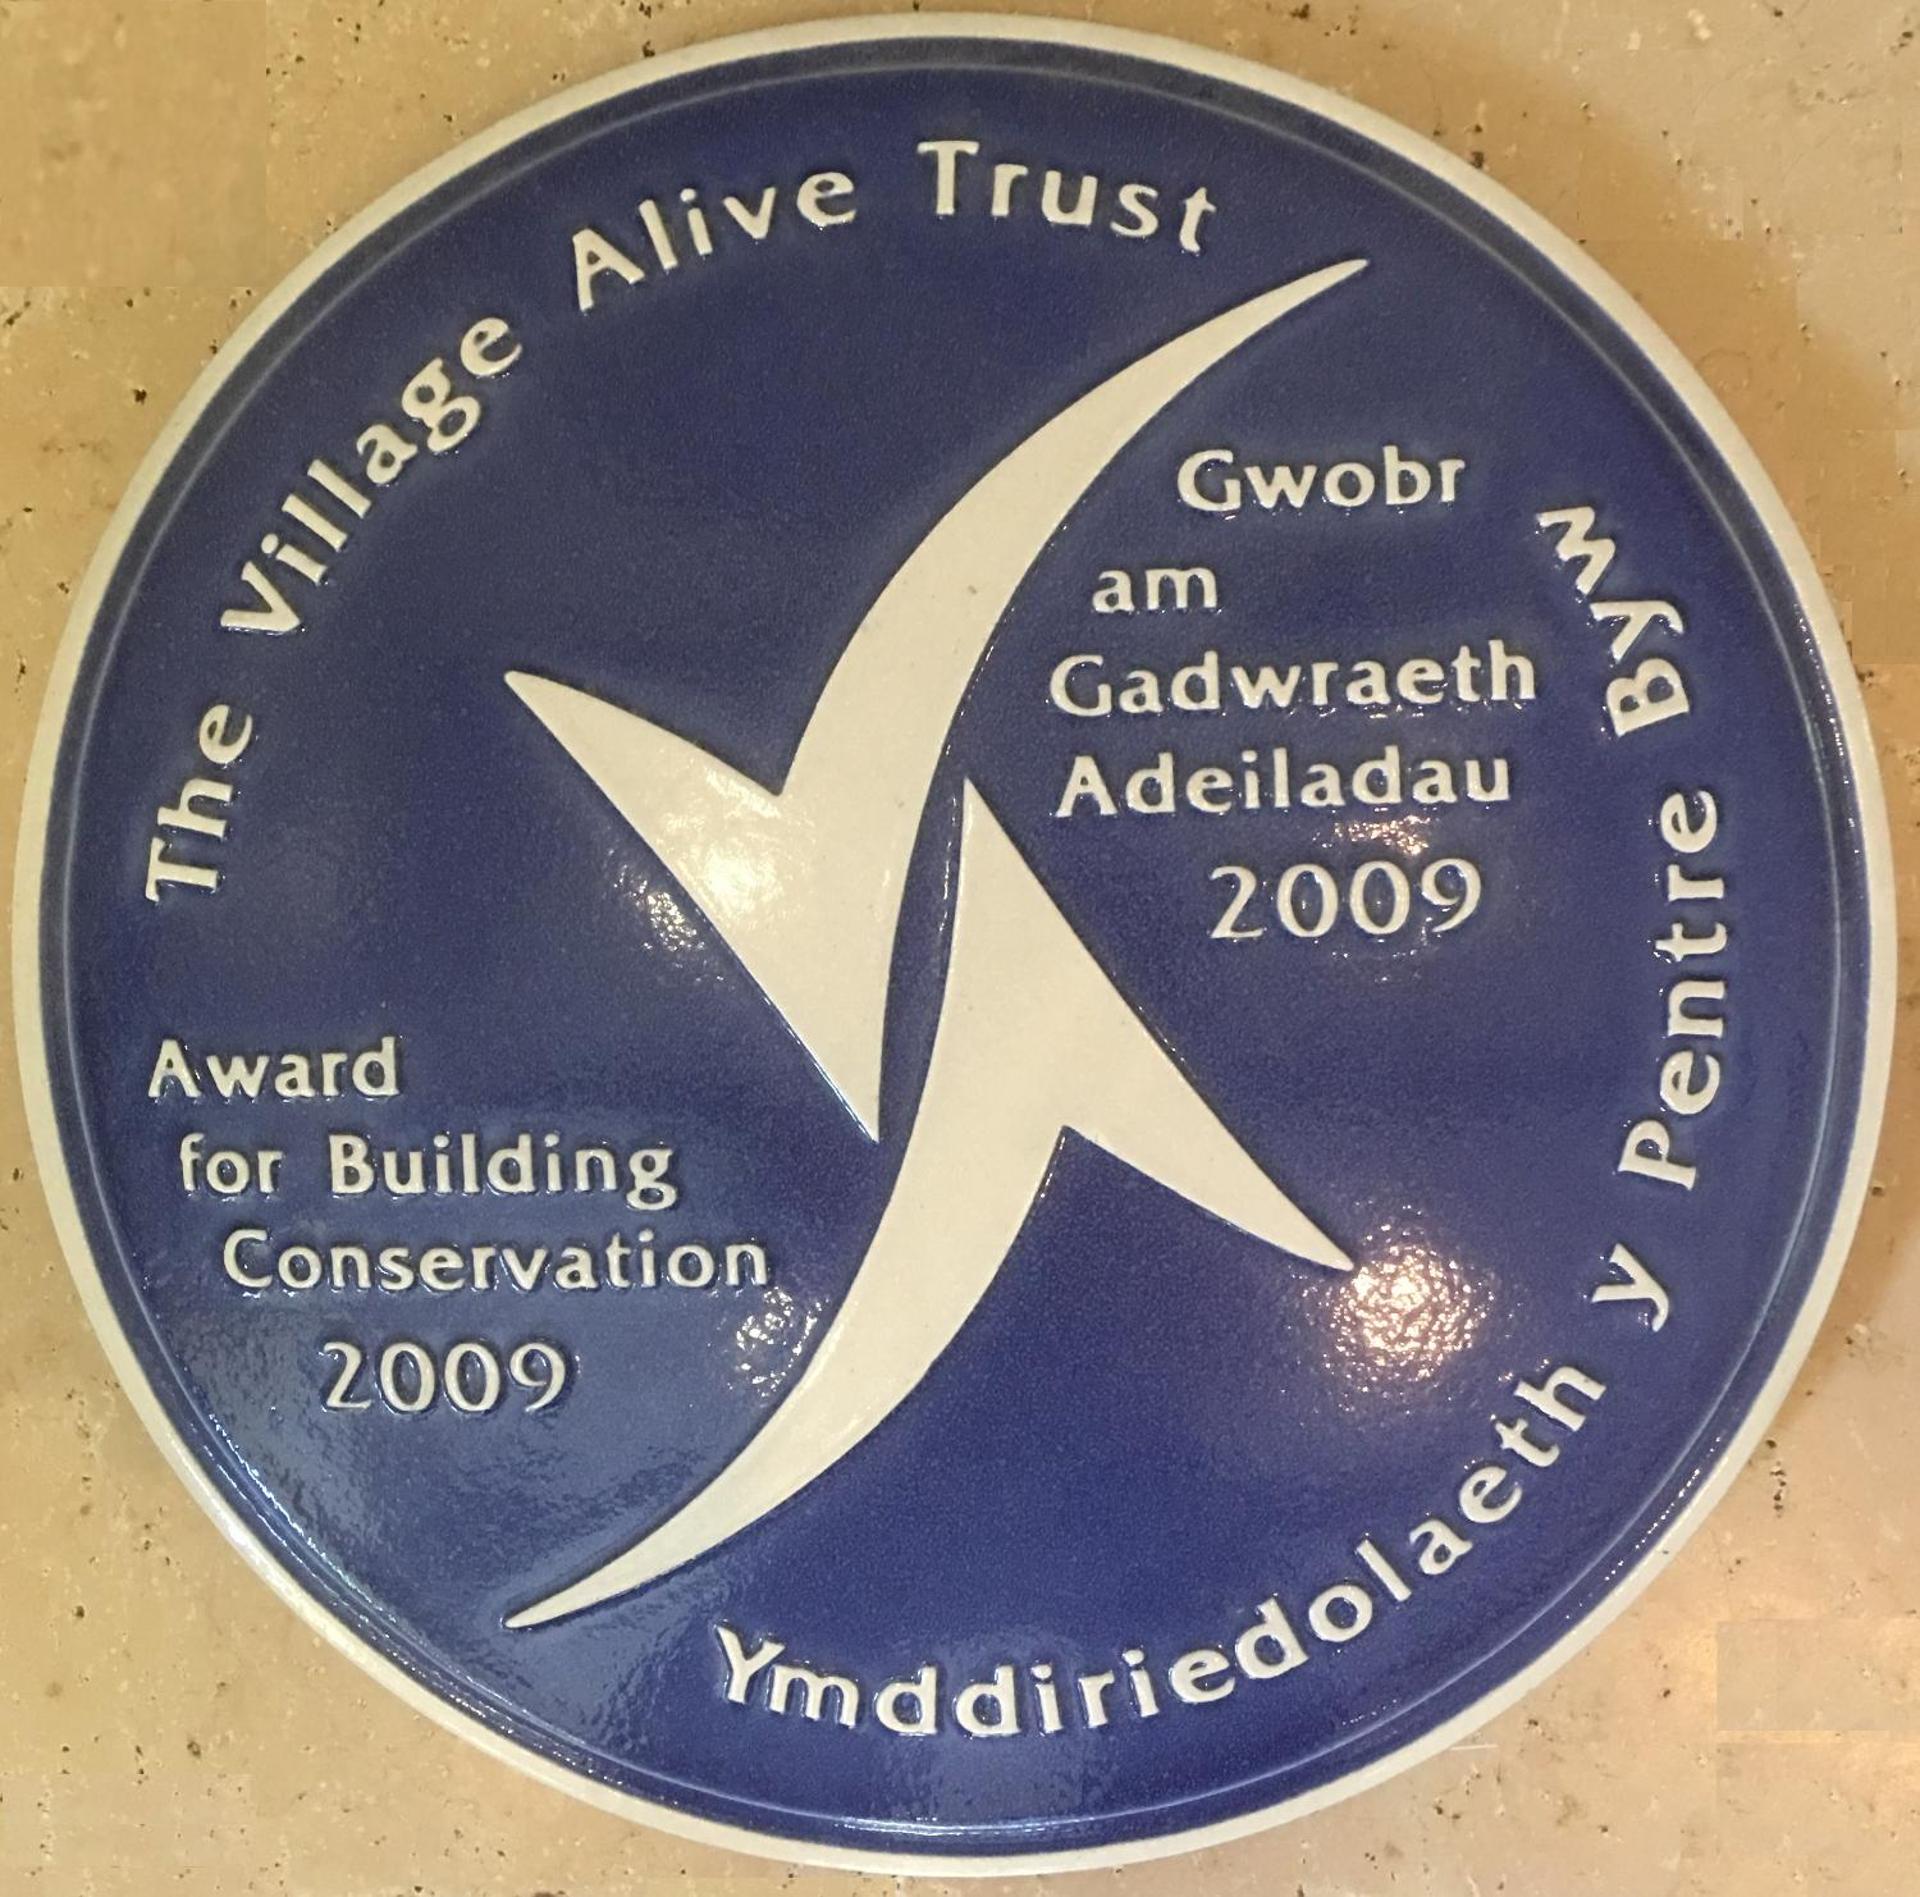 The Village Alive Trust
Gwobr
am
Gadwraeth
Adeiladau
2009
Award
for Building
Conservation
2009
Ymddiriedolaeth y Pentre Byw